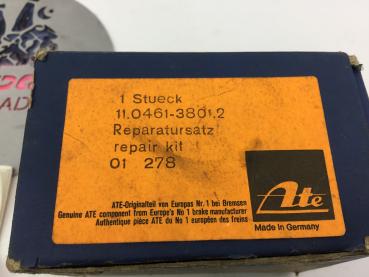 1 Stueck
11.0461-3801.2
Reparatursatz
repair kit
01 278
ATE-Originalteil von Europas Nr. 1 bei Bremsen
Genuine ATE component from Europe's No 1 brake manufacturer
Authentique pièce ATE du No 1 européen des freins
Ate
Made in Germany